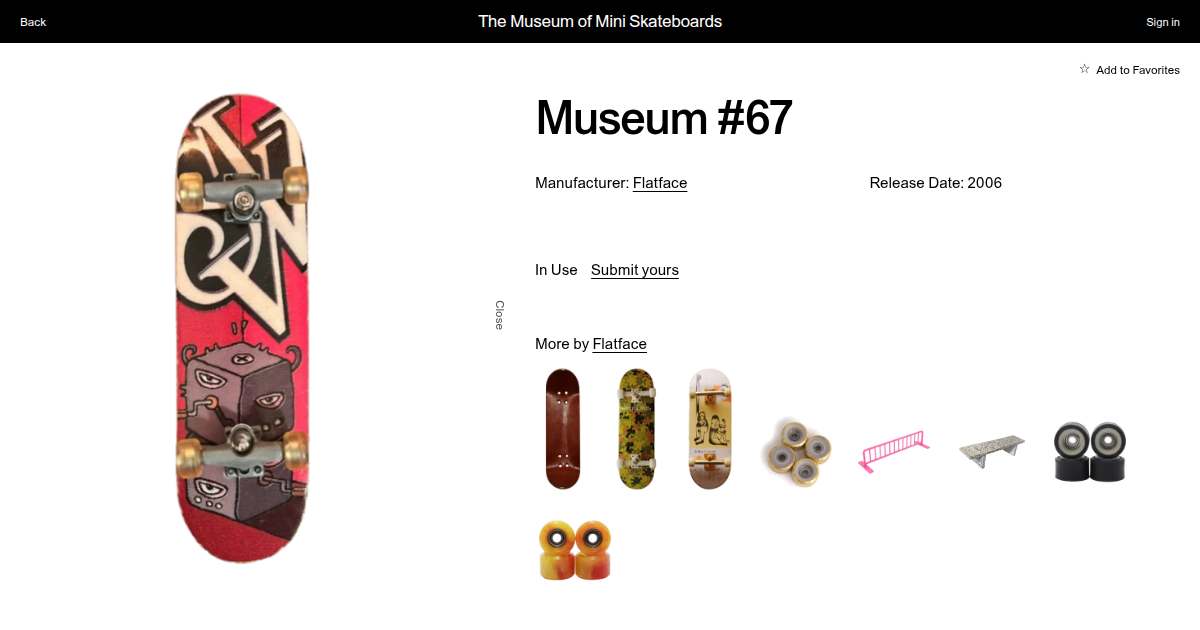 Back
The Museum of Mini Skateboards
Sign in
☆ Add to Favorites
Museum #67
Manufacturer: Flatface
Release Date: 2006
In Use Submit yours
Close
More by Flatface